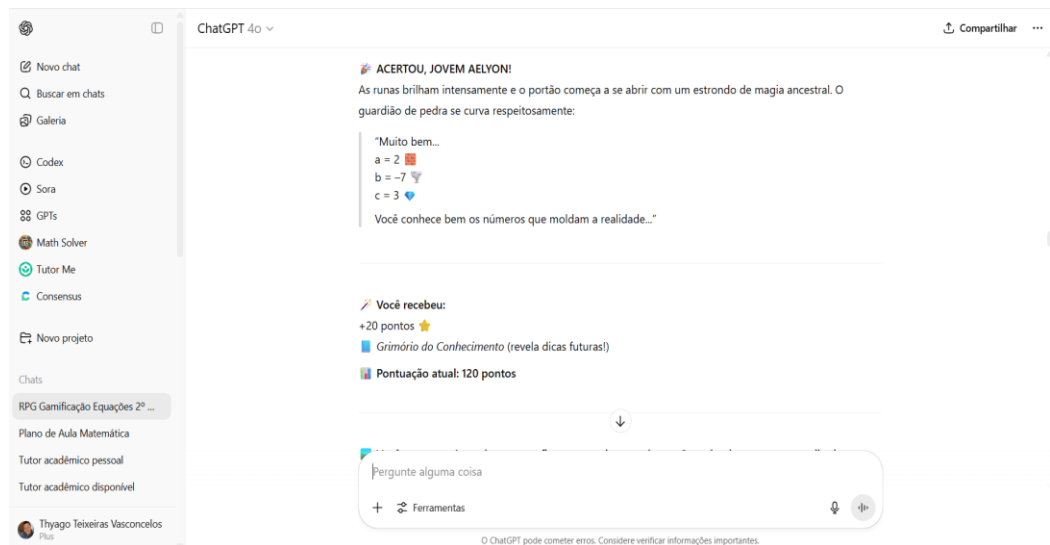 ChatGPT 4o
Compartilhar
Novo chat
Buscar em chats
Galeria
Codex
Sora
GPTs
Math Solver
Tutor Me
Consensus
Novo projeto
Chats
RPG Gamificação Equações 2º ...
Plano de Aula Matemática
Tutor acadêmico pessoal
Tutor acadêmico disponível
Thyago Teixeiras Vasconcelos
Plus
🎉 ACERTOU, JOVEM AELYON!
As runas brilham intensamente e o portão começa a se abrir com um estrondo de magia ancestral. O
guardião de pedra se curva respeitosamente:
"Muito bem...
a = 2 🧱
b = –7 🌪️
c = 3 💎
Você conhece bem os números que moldam a realidade..."
🪄 Você recebeu:
+20 pontos ⭐
📘 Grimório do Conhecimento (revela dicas futuras!)
📊 Pontuação atual: 120 pontos
Pergunte alguma coisa
Ferramentas
O ChatGPT pode cometer erros. Considere verificar informações importantes.